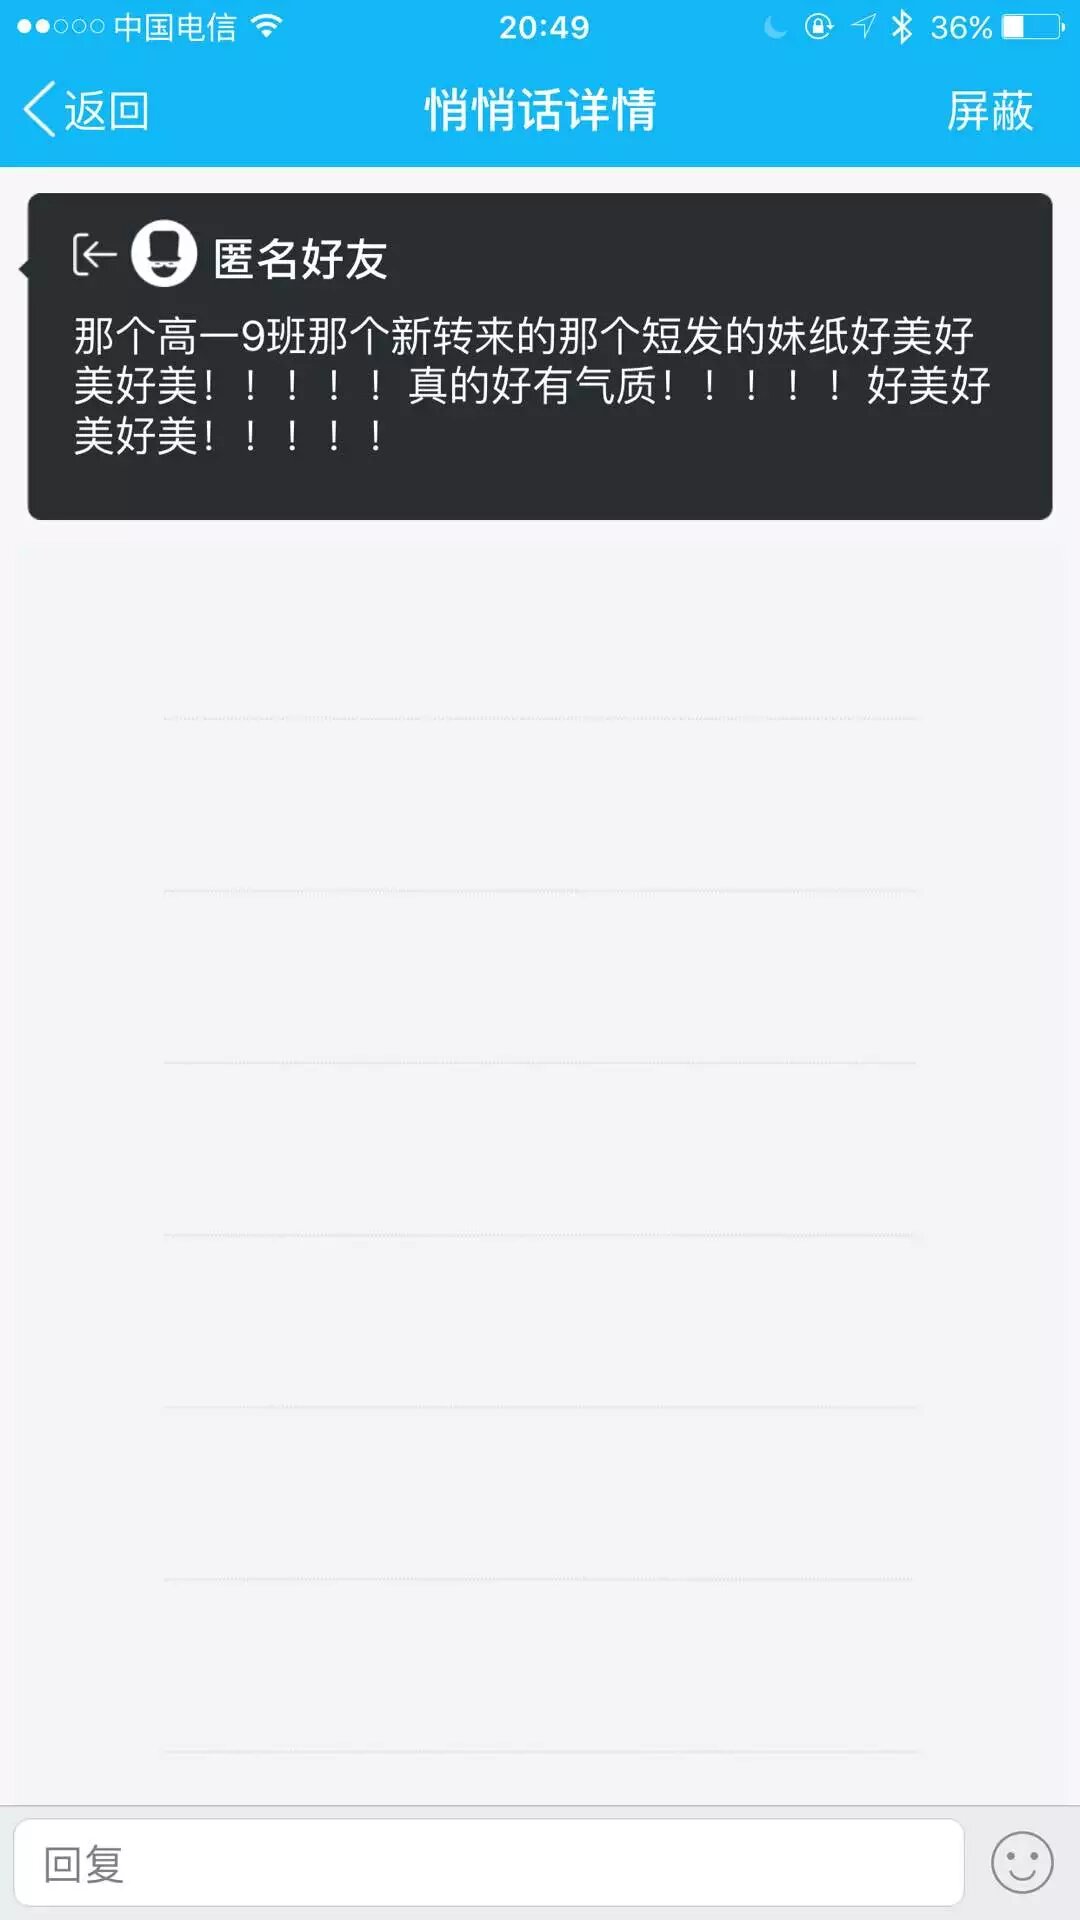 中国电信 20:49 36%
返回 悄悄话详情 屏蔽
匿名好友
那个高一9班那个新转来的那个短发的妹纸好美好
美好美！！！！！真的好有气质！！！！！好美好
美好美！！！！！
回复